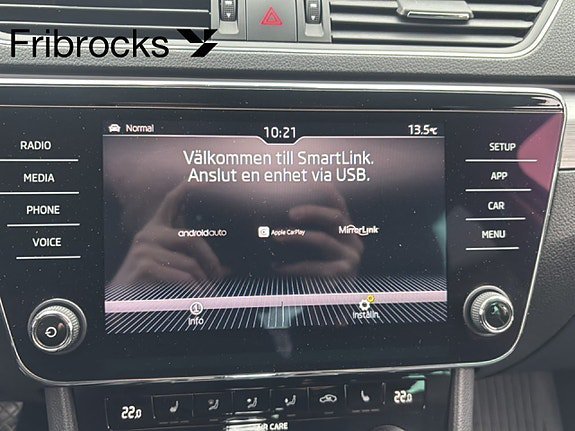 Fribrocks
Normal
10:21
13.5°C
Välkommen till SmartLink.
Anslut en enhet via USB.
androidauto
Apple CarPlay
MirrorLink
info
Inställn.
RADIO
MEDIA
PHONE
VOICE
SETUP
APP
CAR
MENU
22.0
22.0
CARE